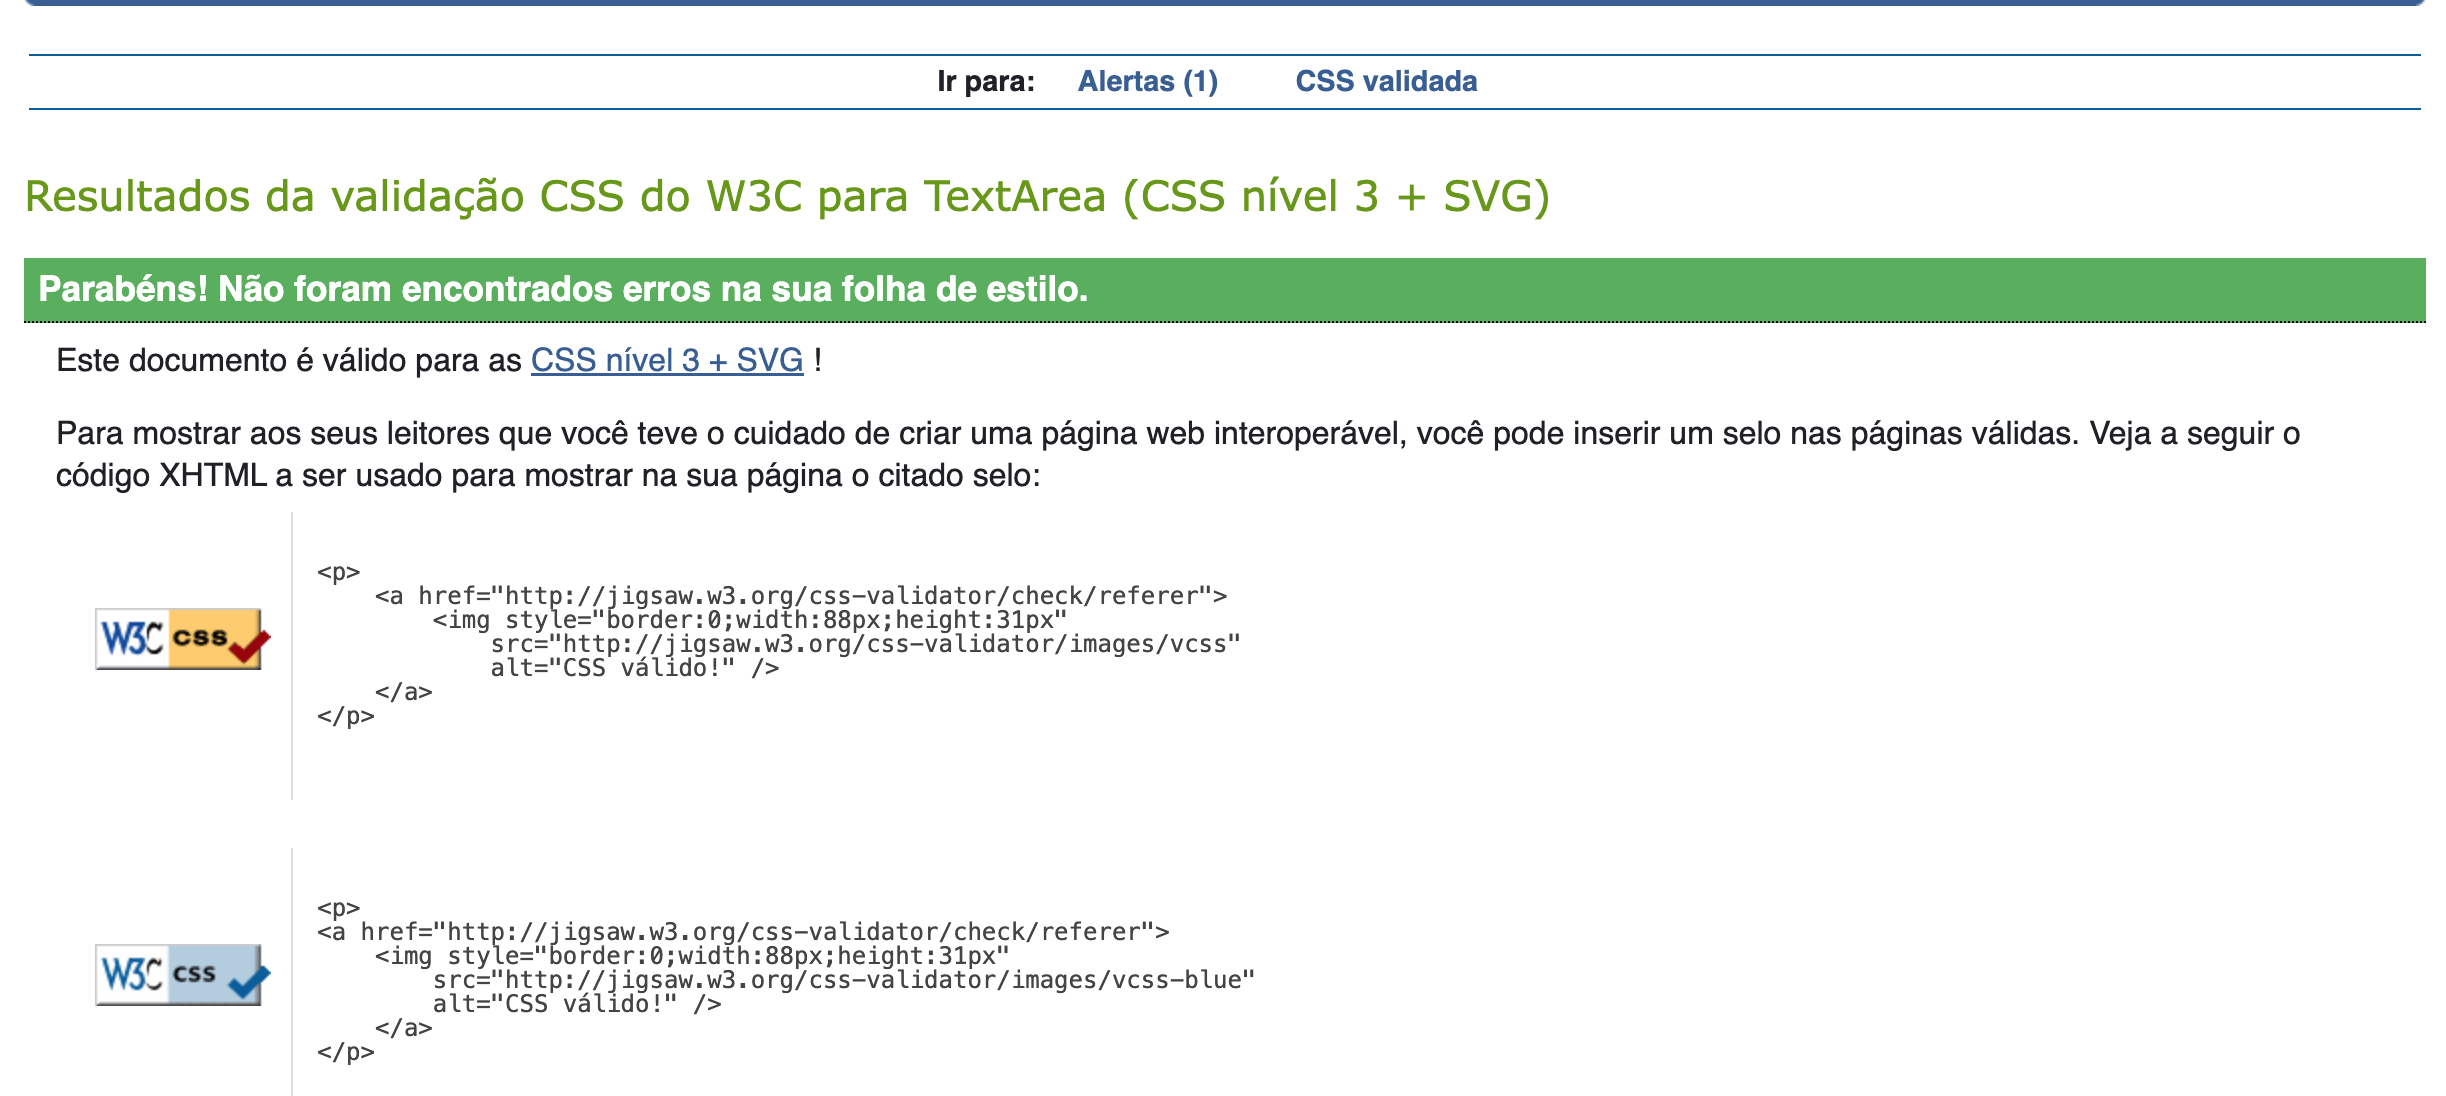 Ir para: Alertas (1) CSS validada
Resultados da validação CSS do W3C para TextArea (CSS nível 3 + SVG)
Parabéns! Não foram encontrados erros na sua folha de estilo.
Este documento é válido para as CSS nível 3 + SVG !
Para mostrar aos seus leitores que você teve o cuidado de criar uma página web interoperável, você pode inserir um selo nas páginas válidas. Veja a seguir o
código XHTML a ser usado para mostrar na sua página o citado selo:
W3C css
<p>
    <a href="http://jigsaw.w3.org/css-validator/check/referer">
        <img style="border:0;width:88px;height:31px"
            src="http://jigsaw.w3.org/css-validator/images/vcss"
            alt="CSS válido!" />
    </a>
</p>
W3C css
<p>
<a href="http://jigsaw.w3.org/css-validator/check/referer">
    <img style="border:0;width:88px;height:31px"
        src="http://jigsaw.w3.org/css-validator/images/vcss-blue"
        alt="CSS válido!" />
    </a>
</p>